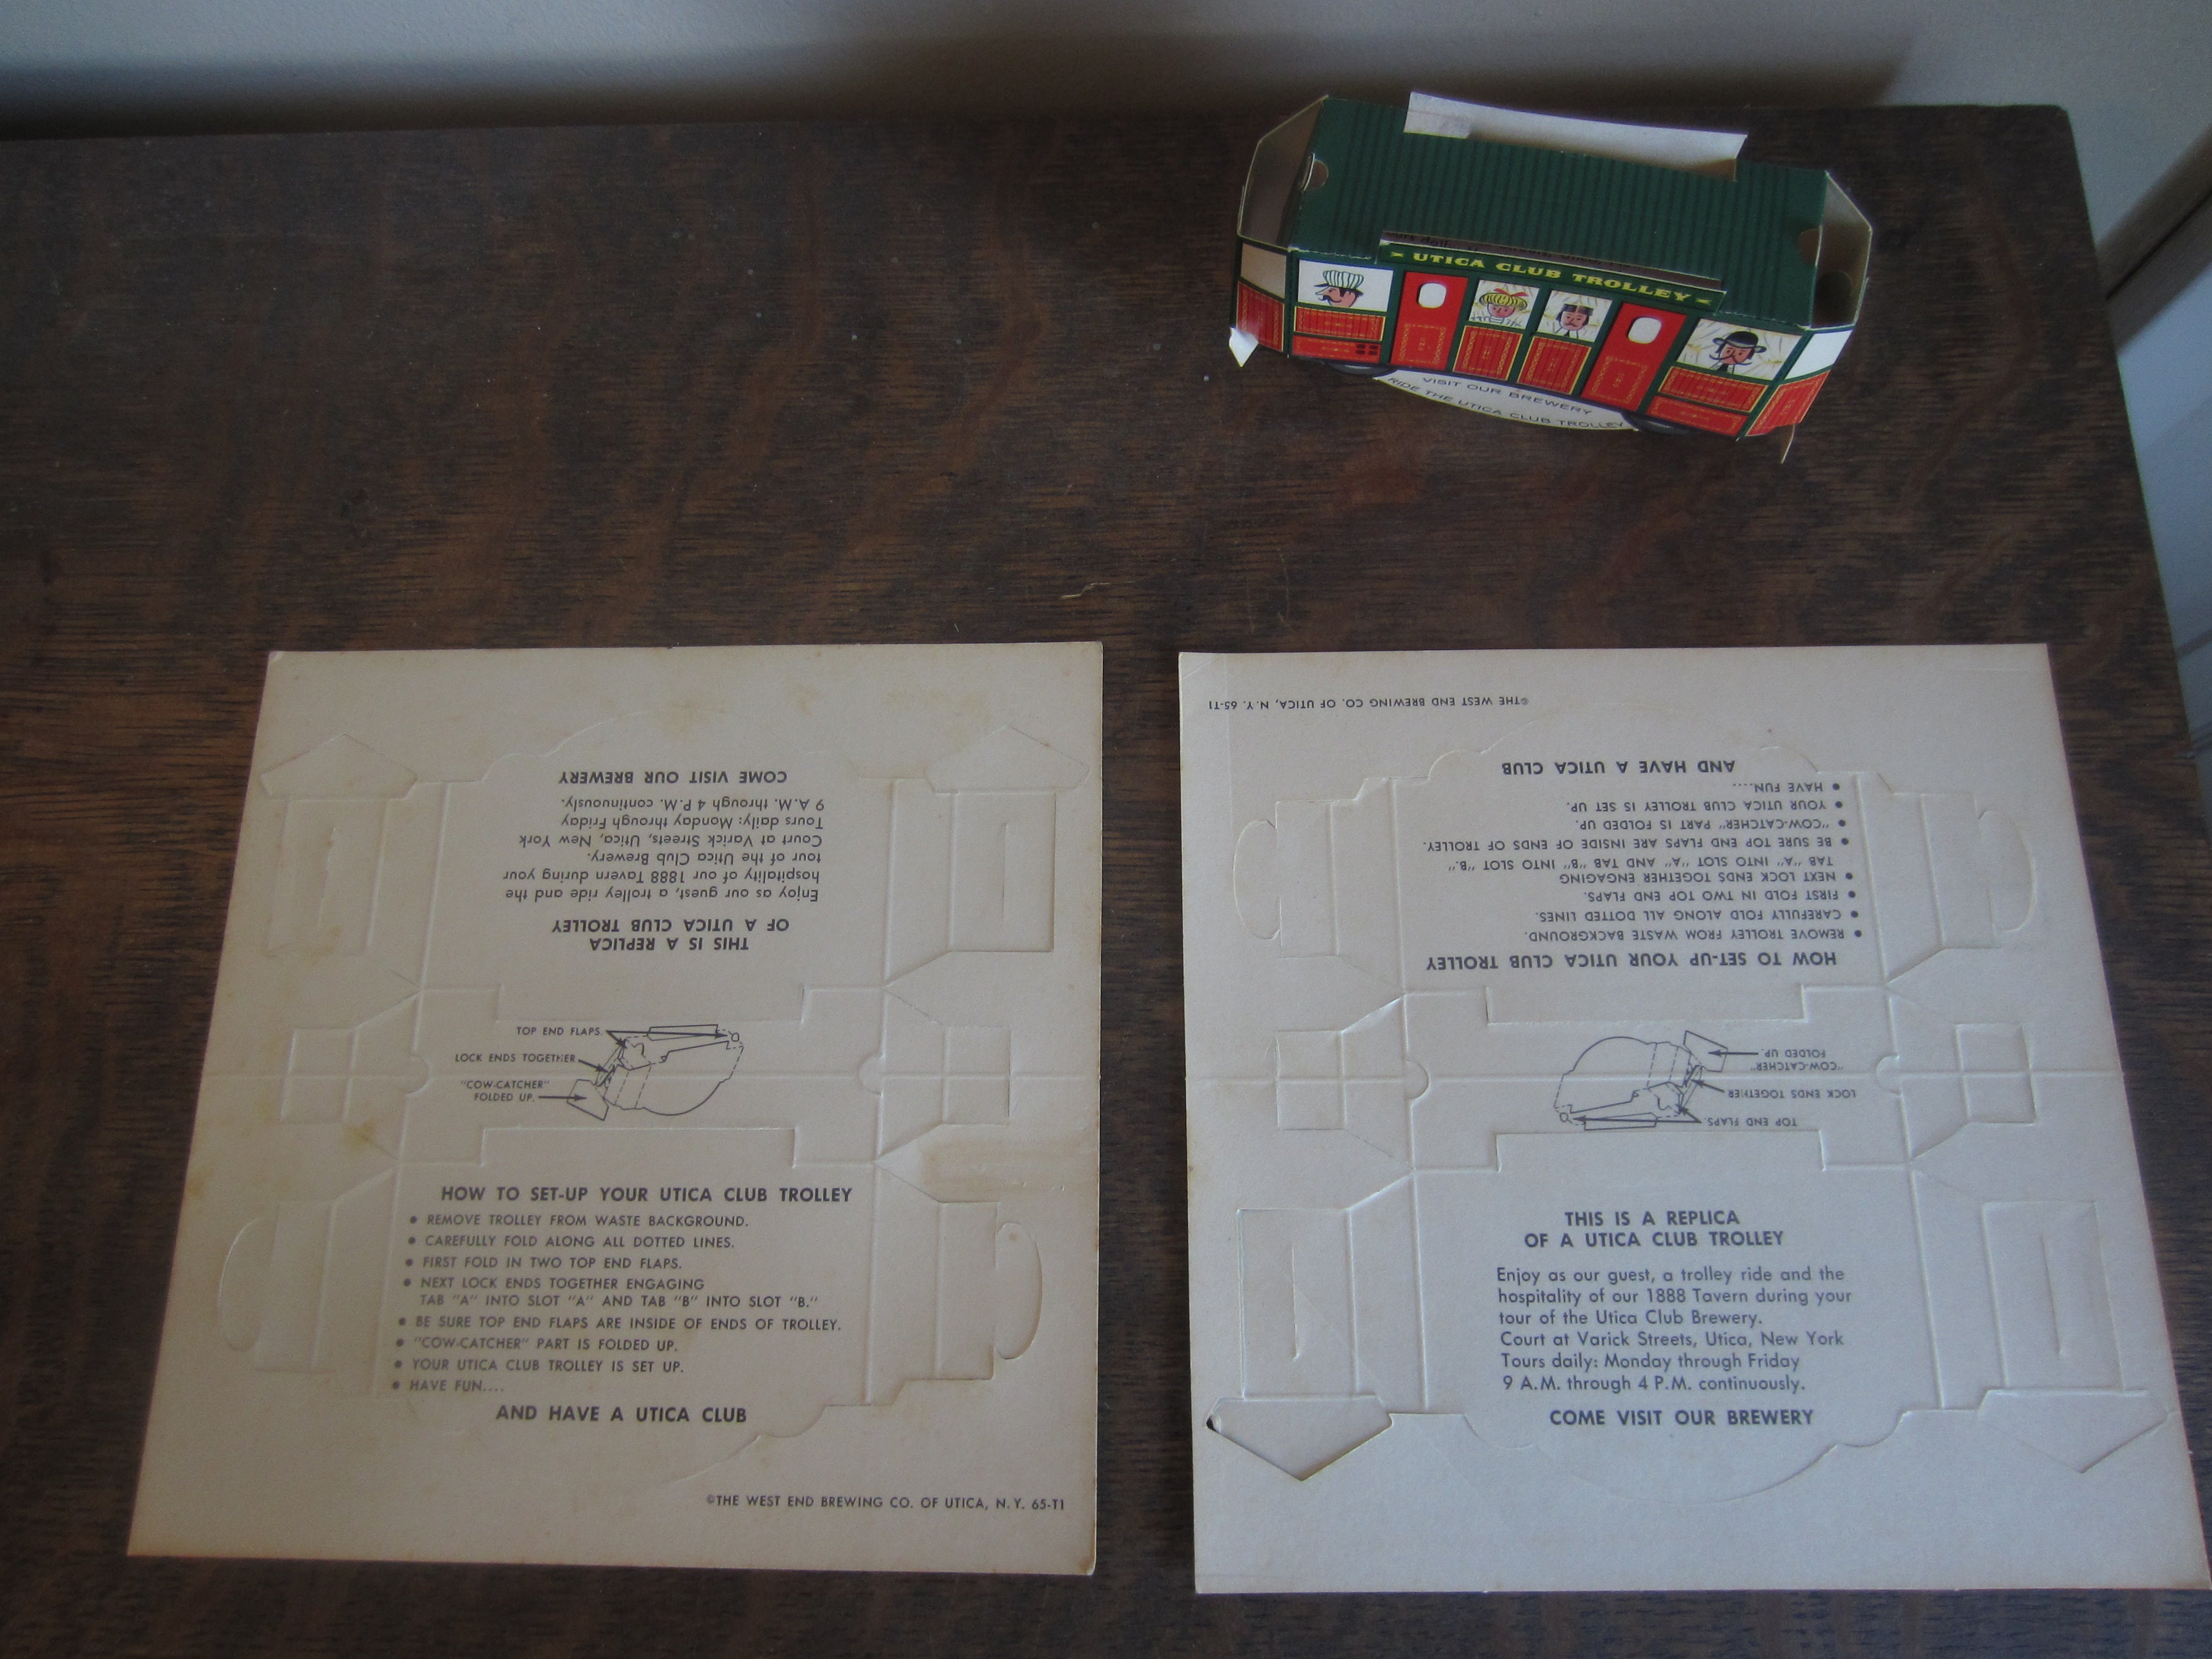 UTICA CLUB TROLLEY
VISIT OUR BREWERY
RIDE THE UTICA CLUB TROLLEY
COME VISIT OUR BREWERY
9 A.M. through 4 P.M. continuously.
Tours daily: Monday through Friday
Court at Varick Streets, Utica, New York
tour of the Utica Club Brewery.
hospitality of our 1888 Tavern during your
Enjoy as our guest, a trolley ride and the
OF A UTICA CLUB TROLLEY
THIS IS A REPLICA
TOP END FLAPS.
LOCK ENDS TOGETHER
"COW-CATCHER"
FOLDED UP.
HOW TO SET-UP YOUR UTICA CLUB TROLLEY
• REMOVE TROLLEY FROM WASTE BACKGROUND.
• CAREFULLY FOLD ALONG ALL DOTTED LINES.
• FIRST FOLD IN TWO TOP END FLAPS.
• NEXT LOCK ENDS TOGETHER ENGAGING
TAB "A" INTO SLOT "A" AND TAB "B" INTO SLOT "B."
• BE SURE TOP END FLAPS ARE INSIDE OF ENDS OF TROLLEY.
• "COW-CATCHER" PART IS FOLDED UP.
• YOUR UTICA CLUB TROLLEY IS SET UP.
• HAVE FUN....
AND HAVE A UTICA CLUB
©THE WEST END BREWING CO. OF UTICA, N.Y. 65-T1
©THE WEST END BREWING CO. OF UTICA, N.Y. 65-T1
AND HAVE A UTICA CLUB
• HAVE FUN....
• YOUR UTICA CLUB TROLLEY IS SET UP.
• "COW-CATCHER" PART IS FOLDED UP.
• BE SURE TOP END FLAPS ARE INSIDE OF ENDS OF TROLLEY.
TAB "A" INTO SLOT "A" AND TAB "B" INTO SLOT "B."
• NEXT LOCK ENDS TOGETHER ENGAGING
• FIRST FOLD IN TWO TOP END FLAPS.
• CAREFULLY FOLD ALONG ALL DOTTED LINES.
• REMOVE TROLLEY FROM WASTE BACKGROUND.
HOW TO SET-UP YOUR UTICA CLUB TROLLEY
FOLDED UP.
"COW-CATCHER"
LOCK ENDS TOGETHER
TOP END FLAPS.
THIS IS A REPLICA
OF A UTICA CLUB TROLLEY
Enjoy as our guest, a trolley ride and the
hospitality of our 1888 Tavern during your
tour of the Utica Club Brewery.
Court at Varick Streets, Utica, New York
Tours daily: Monday through Friday
9 A.M. through 4 P.M. continuously.
COME VISIT OUR BREWERY